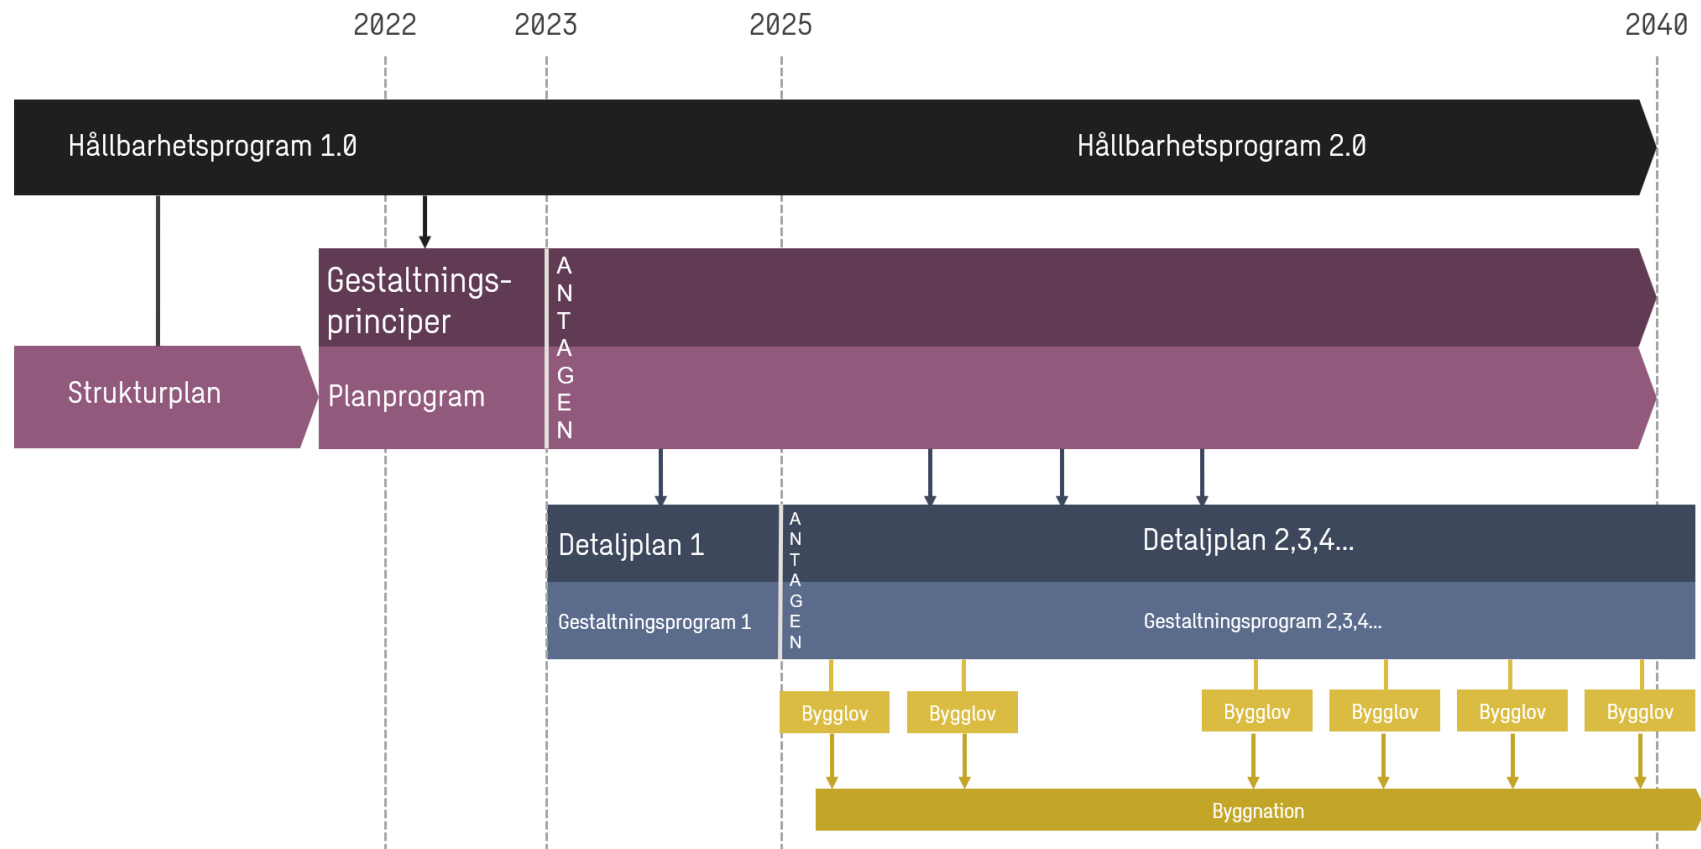 2022 2023 2025 2040
Hållbarhetsprogram 1.0 Hållbarhetsprogram 2.0
Gestaltnings-
principer
ANTAGEN
Strukturplan
Planprogram
Detaljplan 1
ANTAGEN
Detaljplan 2,3,4...
Gestaltningsprogram 1
Gestaltningsprogram 2,3,4...
Bygglov Bygglov Bygglov Bygglov Bygglov Bygglov
Byggnation